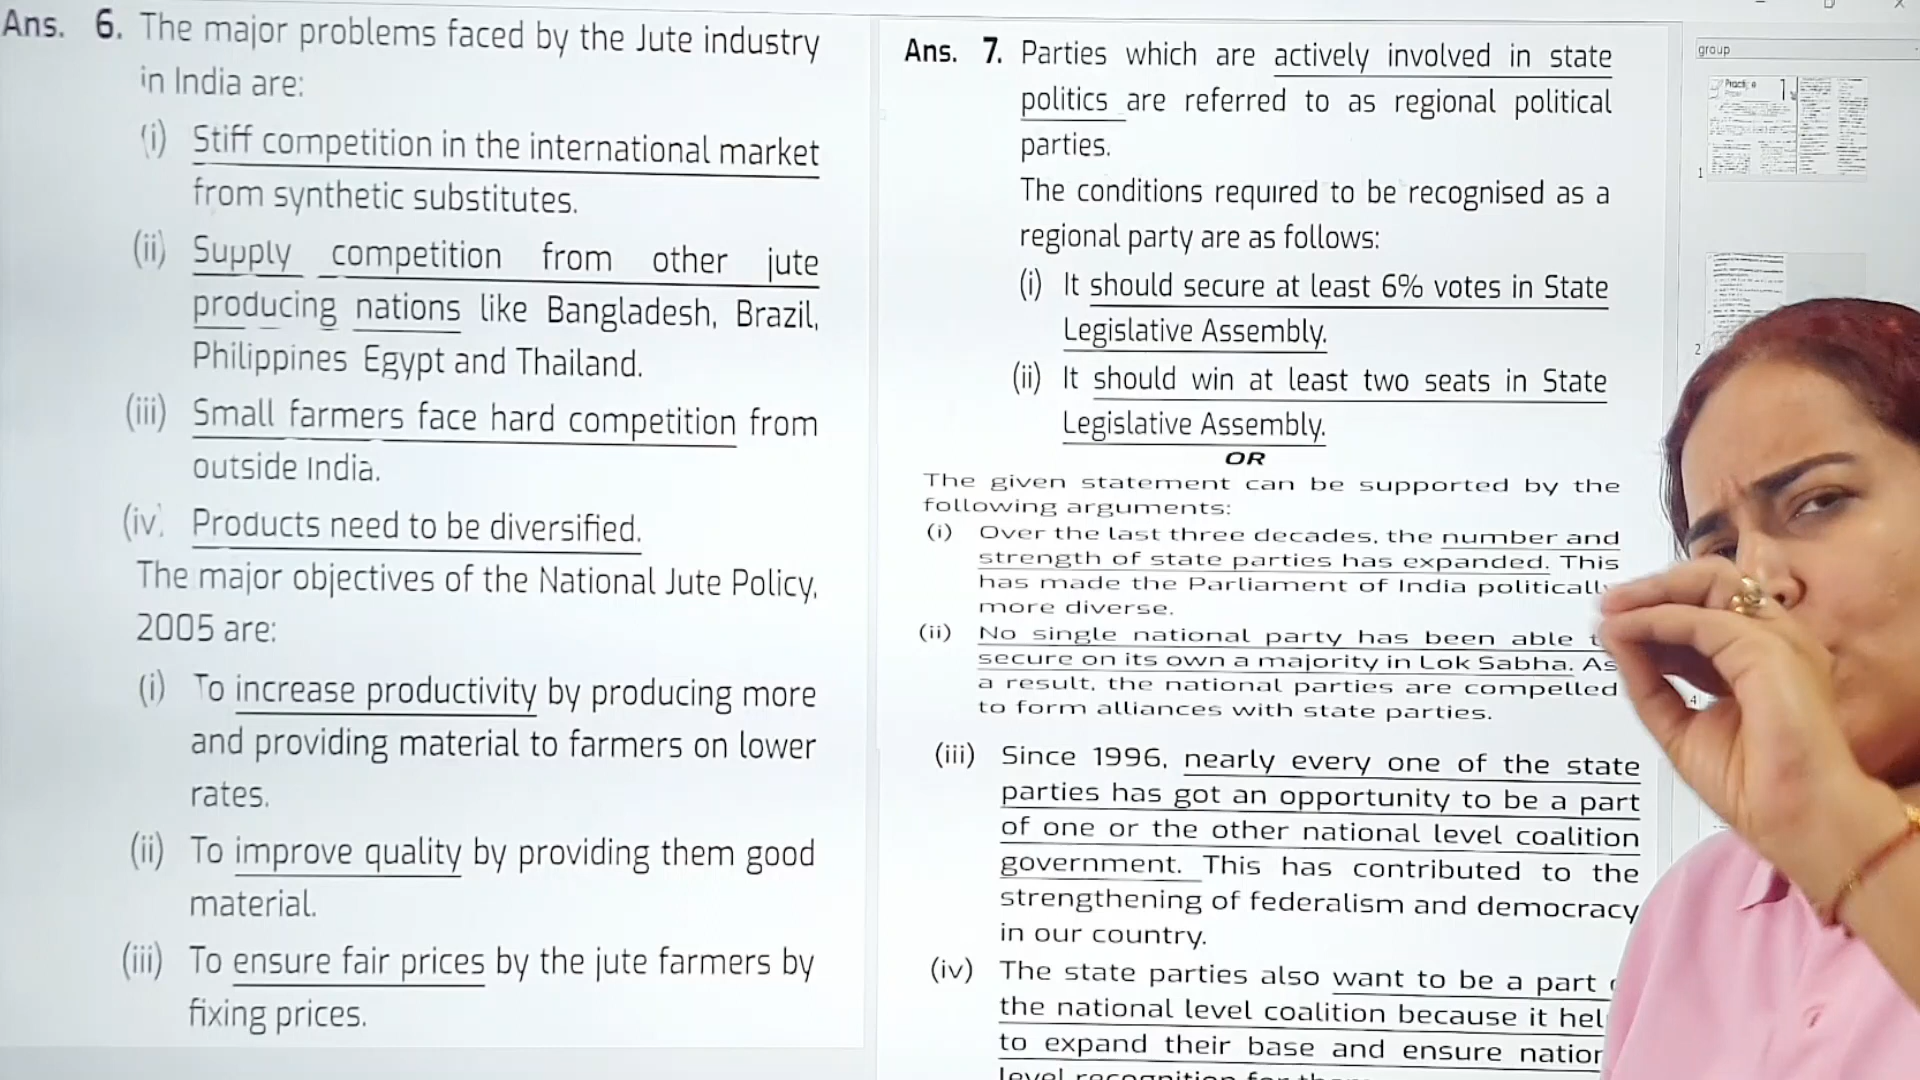 Ans. 6. The major problems faced by the Jute industry
in India are:
(i) Stiff competition in the international market
from synthetic substitutes.
(ii) Supply competition from other jute
producing nations like Bangladesh, Brazil,
Philippines Egypt and Thailand.
(iii) Small farmers face hard competition from
outside India.
(iv) Products need to be diversified.
The major objectives of the National Jute Policy,
2005 are:
(i) To increase productivity by producing more
and providing material to farmers on lower
rates.
(ii) To improve quality by providing them good
material.
(iii) To ensure fair prices by the jute farmers by
fixing prices.
Ans. 7. Parties which are actively involved in state
politics are referred to as regional political
parties.
The conditions required to be recognised as a
regional party are as follows:
(i) It should secure at least 6% votes in State
Legislative Assembly.
(ii) It should win at least two seats in State
Legislative Assembly.
OR
The given statement can be supported by the
following arguments:
(i) Over the last three decades, the number and
strength of state parties has expanded. This
has made the Parliament of India politically
more diverse.
(ii) No single national party has been able
secure on its own a majority in Lok Sabha. As
a result, the national parties are compelled
to form alliances with state parties.
(iii) Since 1996, nearly every one of the state
parties has got an opportunity to be a part
of one or the other national level coalition
government. This has contributed to the
strengthening of federalism and democracy
in our country.
(iv) The state parties also want to be a part
the national level coalition because it
to expand their base and ensure
level recognition for
group
1
2
4